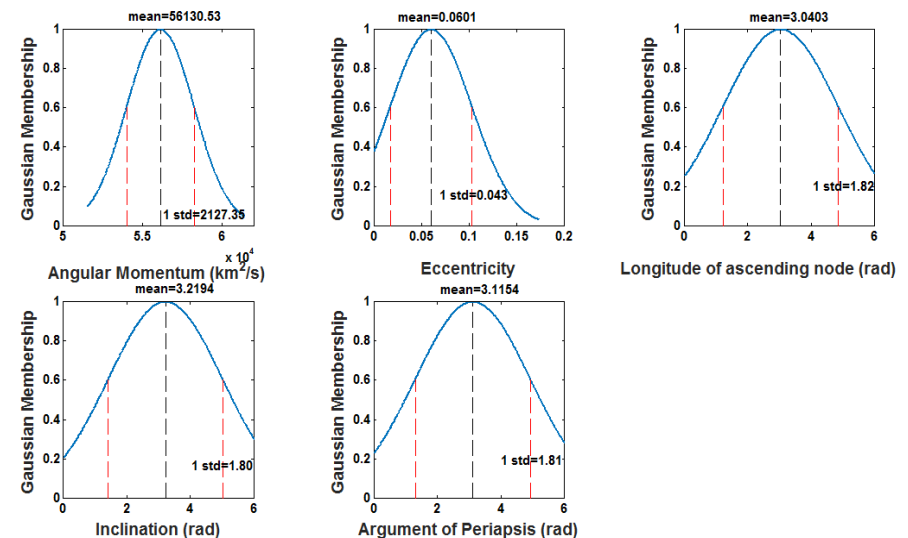 mean=56130.53
Gaussian Membership
1
0.8
0.6
0.4
0.2
0
1 std=2127.35
5 5.5 6
x 10^4
Angular Momentum (km^2/s)
mean=0.0601
Gaussian Membership
1
0.8
0.6
0.4
0.2
0
1 std=0.043
0 0.05 0.1 0.15 0.2
Eccentricity
mean=3.0403
Gaussian Membership
1
0.8
0.6
0.4
0.2
0
1 std=1.82
0 2 4 6
Longitude of ascending node (rad)
mean=3.2194
Gaussian Membership
1
0.8
0.6
0.4
0.2
0
1 std=1.80
0 2 4 6
Inclination (rad)
mean=3.1154
Gaussian Membership
1
0.8
0.6
0.4
0.2
0
1 std=1.81
0 2 4 6
Argument of Periapsis (rad)